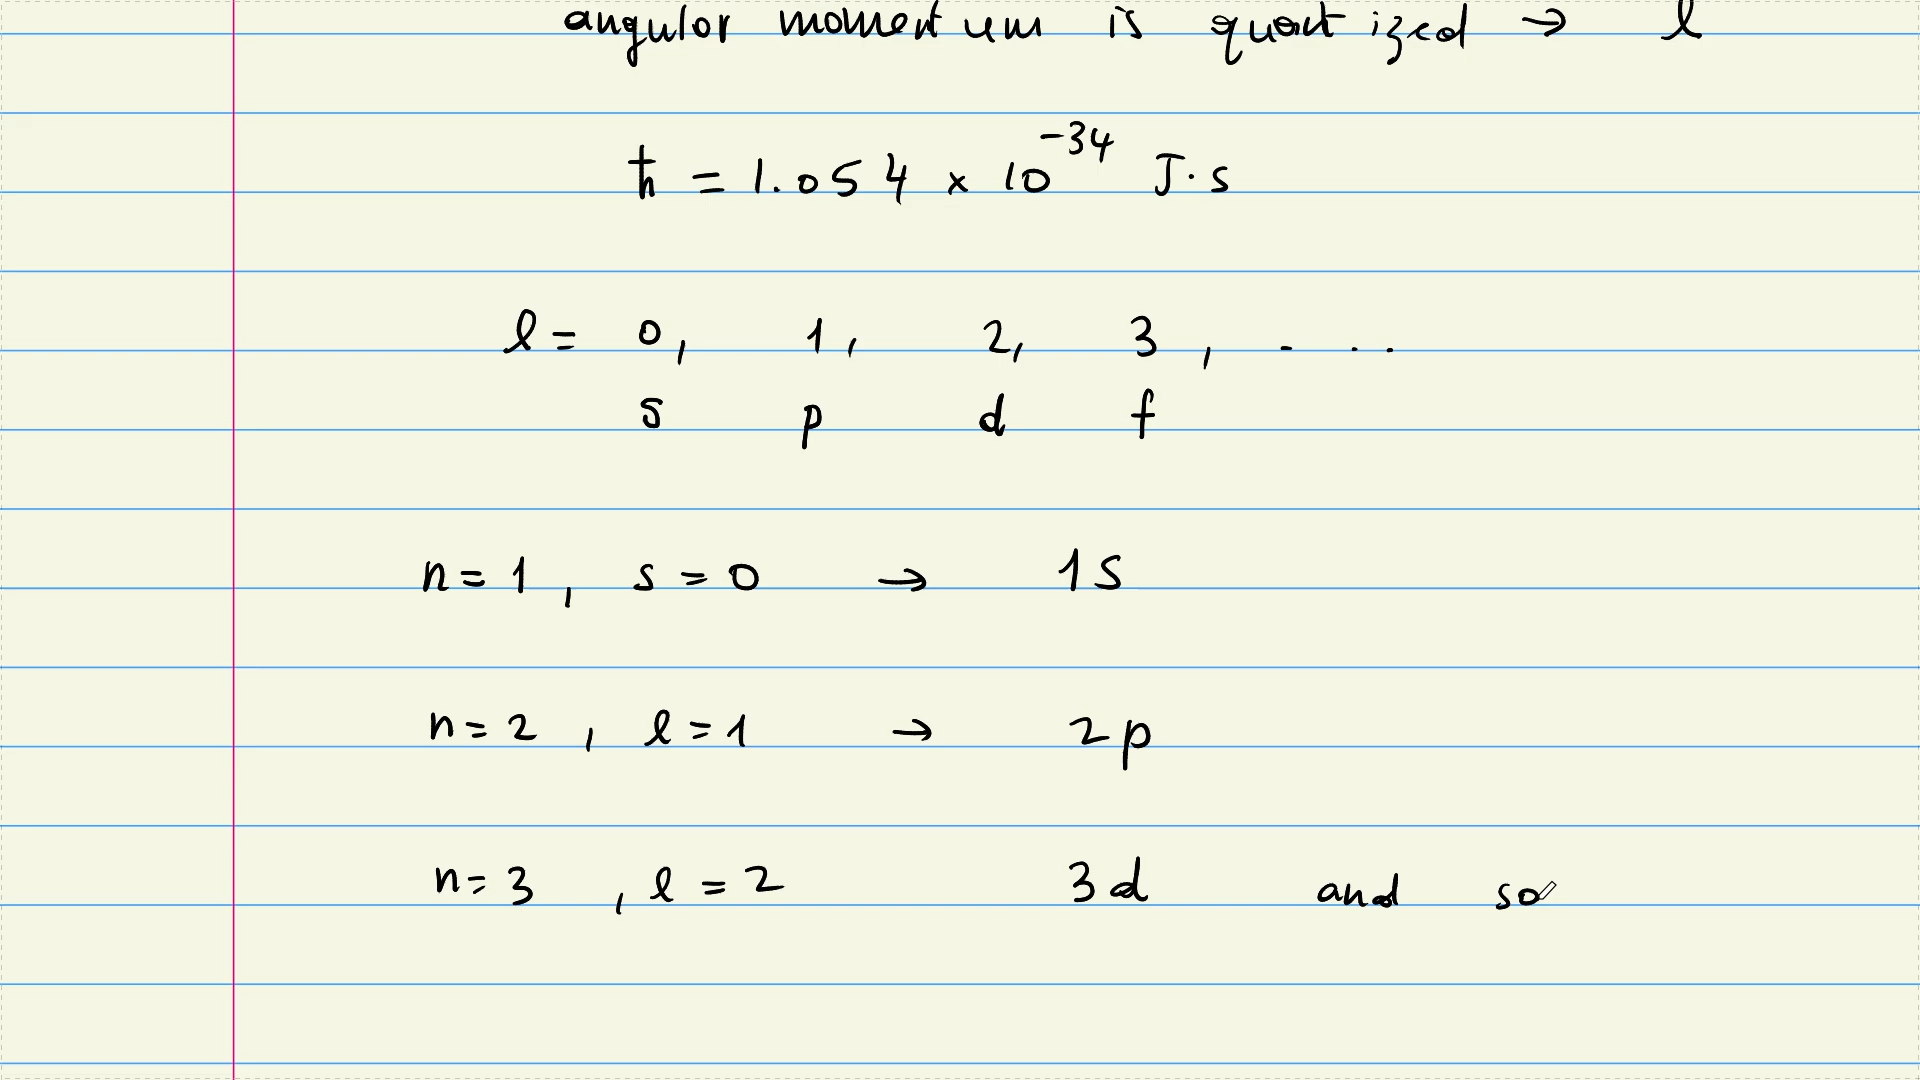 angular momentum is quantized → l
ħ = 1.054 × 10⁻³⁴ J·s
l = 0, 1, 2, 3, . . .
s p d f
n = 1, s = 0 → 1s
n = 2, l = 1 → 2p
n = 3, l = 2 3d and so